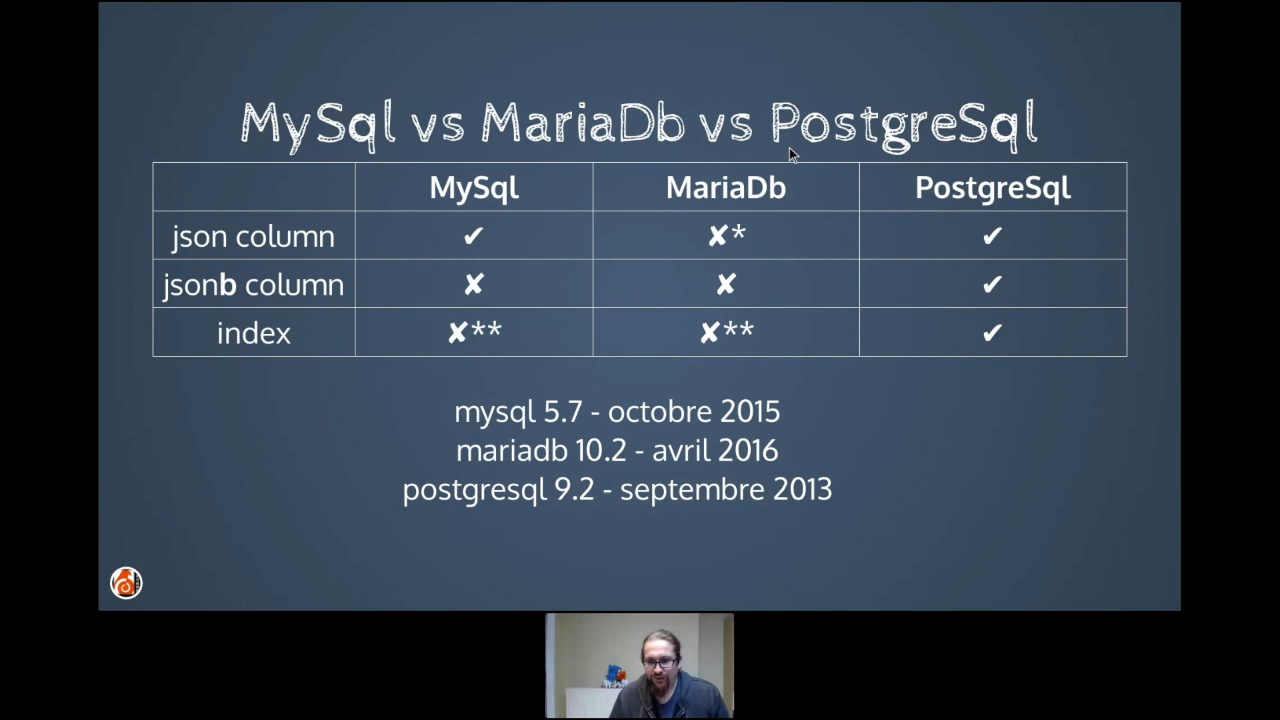 MySql vs MariaDb vs PostgreSql
MySql MariaDb PostgreSql
json column ✔ ✘* ✔
jsonb column ✘ ✘ ✔
index ✘** ✘** ✔
mysql 5.7 - octobre 2015
mariadb 10.2 - avril 2016
postgresql 9.2 - septembre 2013